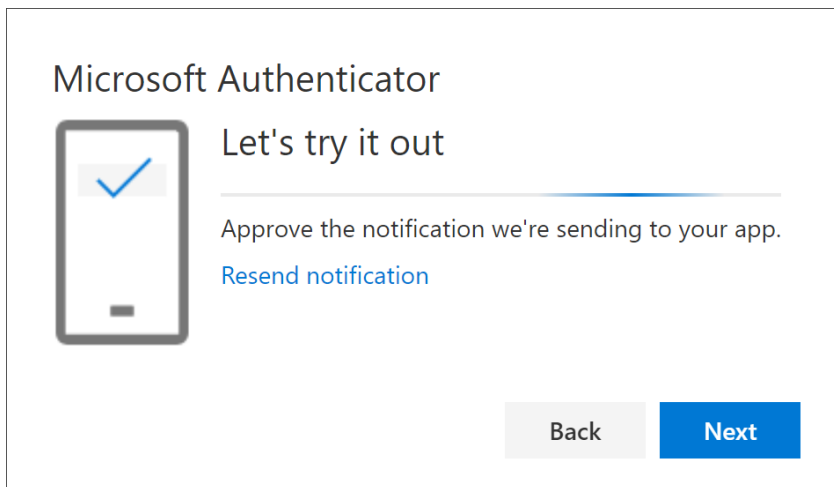 Microsoft Authenticator
Let's try it out
Approve the notification we're sending to your app.
Resend notification
Back
Next